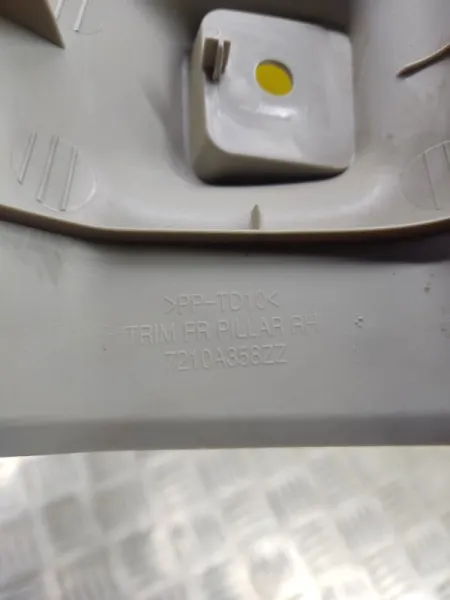 >PP-TD10<
TRIM FR PILLAR RH
7210A358ZZ